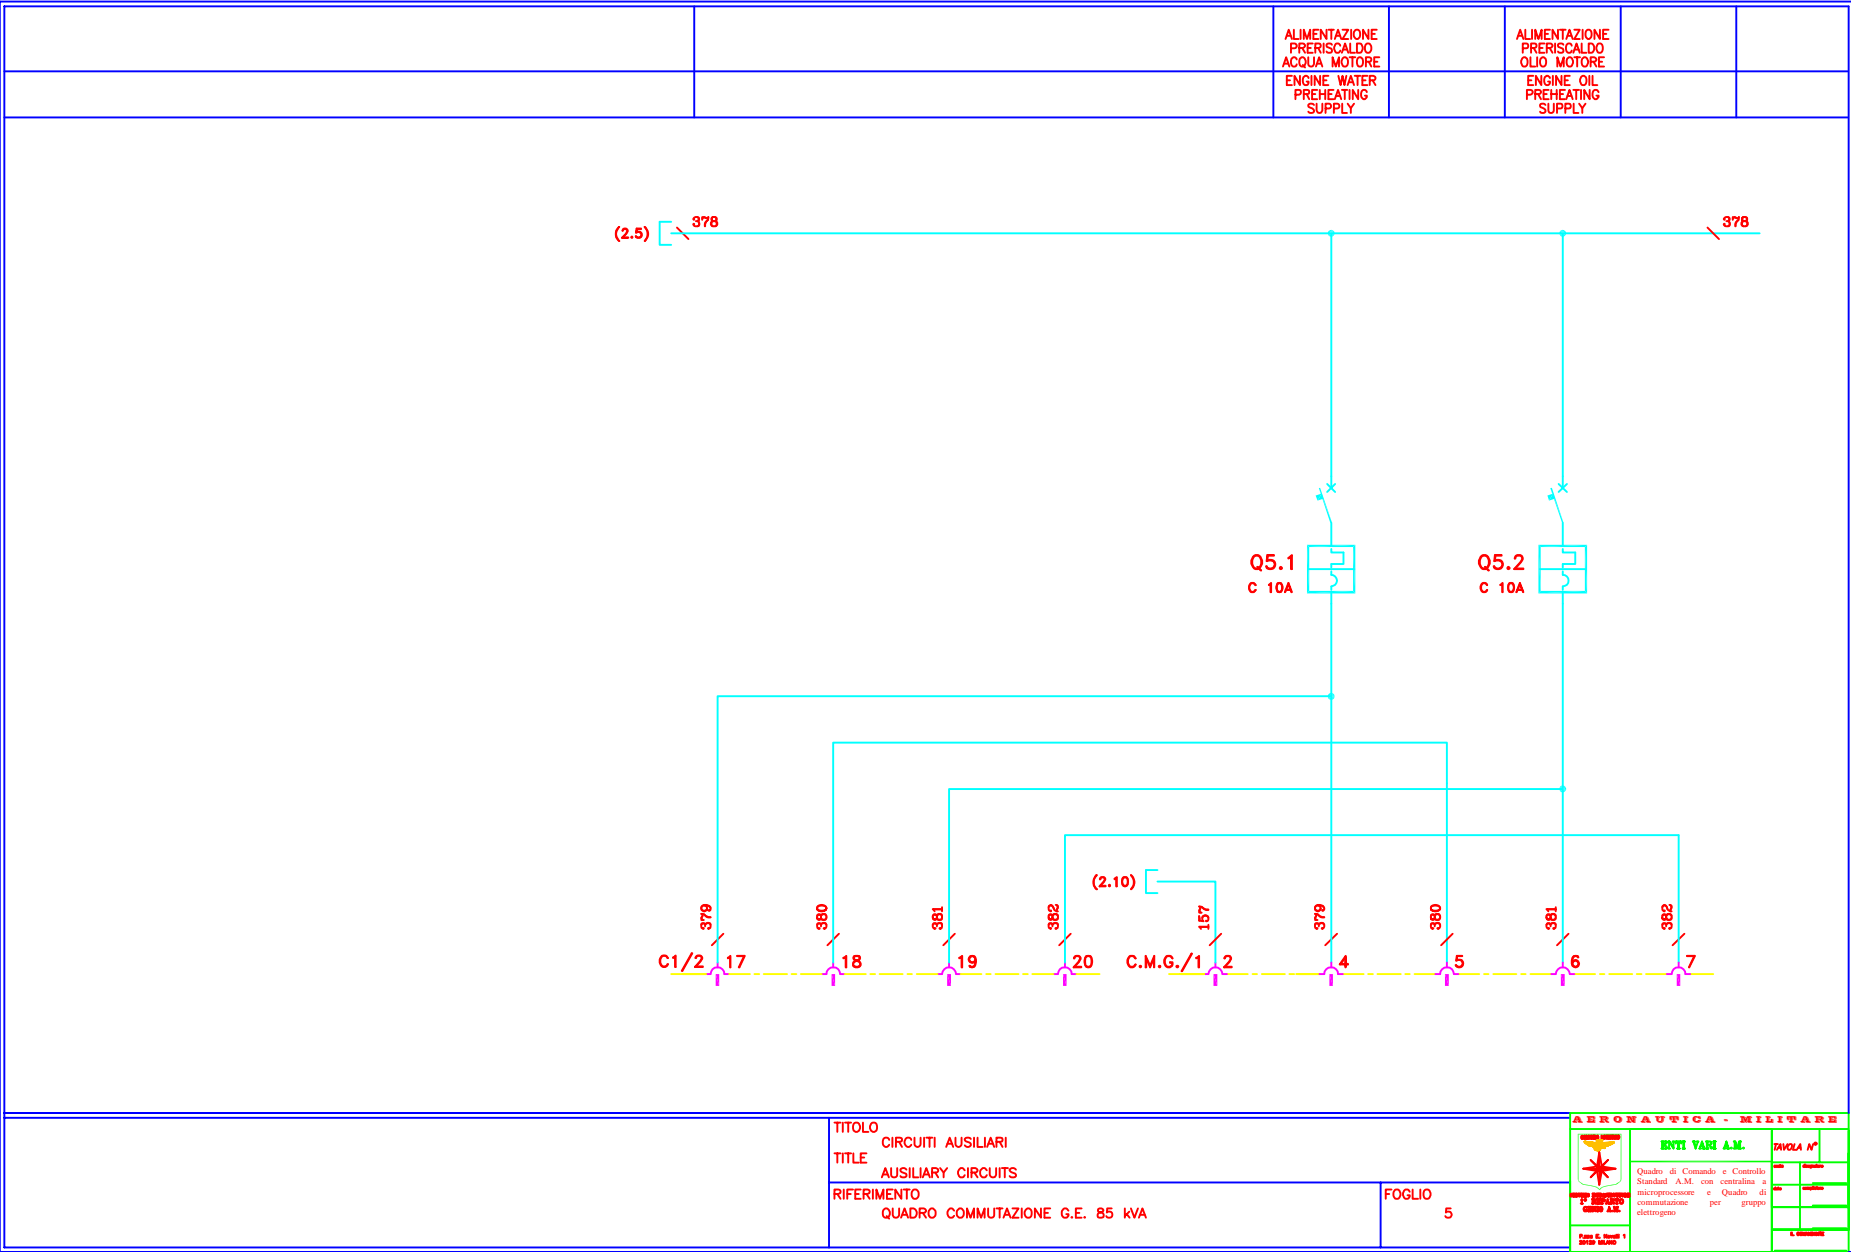 ALIMENTAZIONE
PRERISCALDO
ACQUA MOTORE
ALIMENTAZIONE
PRERISCALDO
OLIO MOTORE
ENGINE WATER
PREHEATING
SUPPLY
ENGINE OIL
PREHEATING
SUPPLY
378
378
(2.5)
Q5.1
C 10A
Q5.2
C 10A
(2.10)
379
380
381
382
157
379
380
381
382
C1/2 17
18
19
20
C.M.G./1 2
4
5
6
7
TITOLO
CIRCUITI AUSILIARI
TITLE
AUSILIARY CIRCUITS
RIFERIMENTO
QUADRO COMMUTAZIONE G.E. 85 kVA
FOGLIO
5
AERONAUTICA - MILITARE
ENTI VARI A.M.
TAVOLA N°
Quadro di Comando e Controllo
Standard A.M. con centralina a
microprocessore e Quadro di
commutazione per gruppo
elettrogeno
20129 MILANO